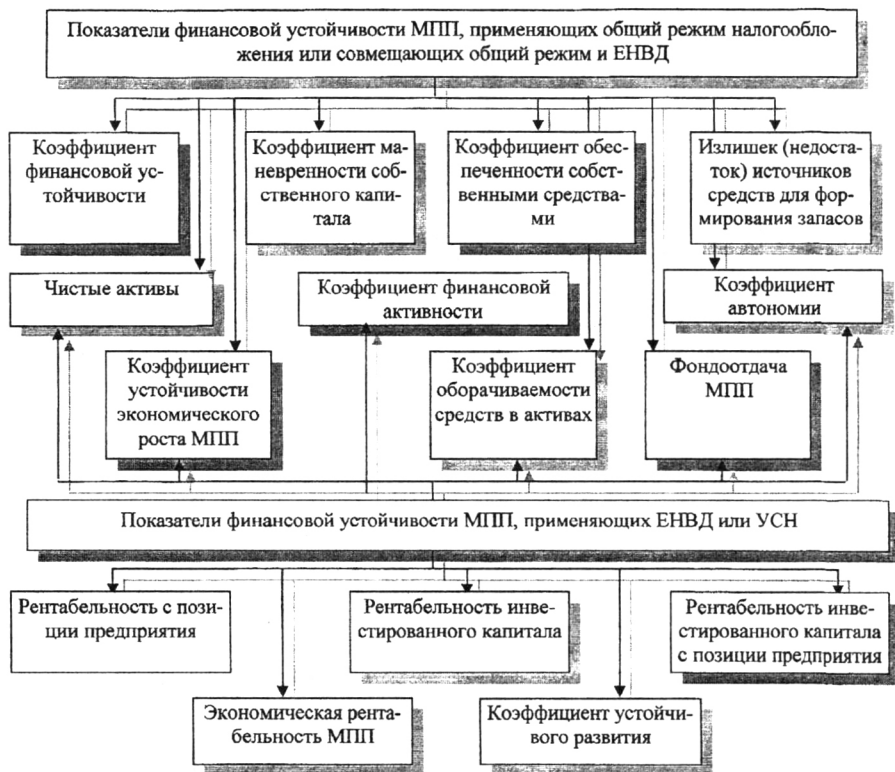 Показатели финансовой устойчивости МПП, применяющих общий режим налогообло-
жения или совмещающих общий режим и ЕНВД
Коэффициент
финансовой ус-
тойчивости
Коэффициент ма-
невренности соб-
ственного капи-
тала
Коэффициент обес-
печенности собст-
венными средства-
ми
Излишек (недоста-
ток) источников
средств для фор-
мирования запасов
Чистые активы
Коэффициент финансовой
активности
Коэффициент
автономии
Коэффициент
устойчивости
экономического
роста МПП
Коэффициент
оборачиваемости
средств в активах
Фондоотдача
МПП
Показатели финансовой устойчивости МПП, применяющих ЕНВД или УСН
Рентабельность с пози-
ции предприятия
Рентабельность инве-
стированного капитала
Рентабельность инве-
стированного капитала
с позиции предприятия
Экономическая рента-
бельность МПП
Коэффициент устойчи-
вого развития